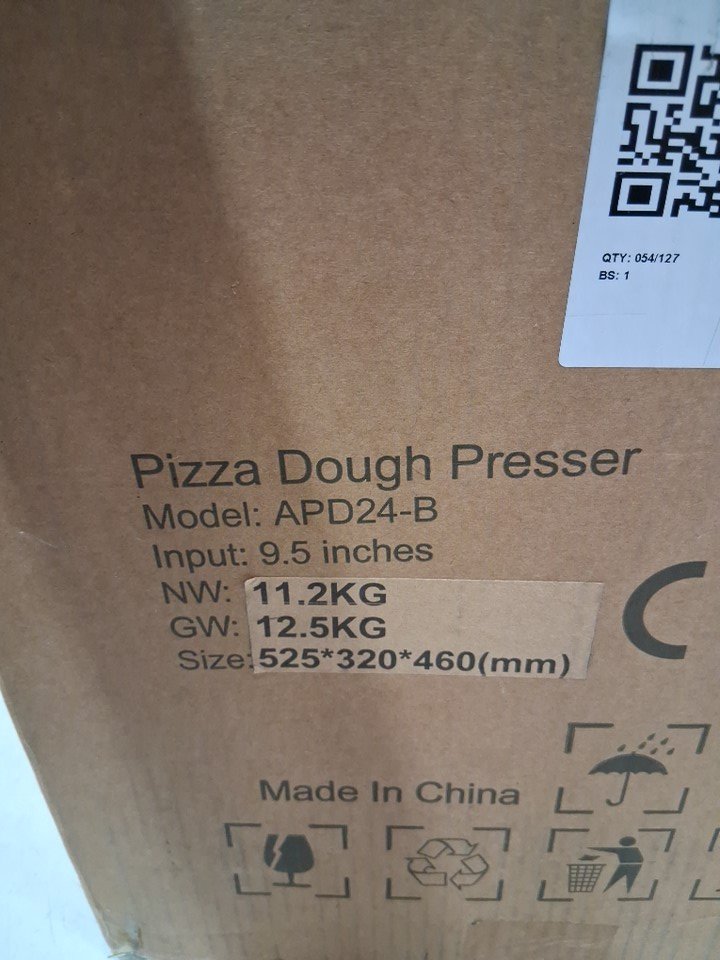 QTY: 054/127
BS: 1
Pizza Dough Presser
Model: APD24-B
Input: 9.5 inches
NW: 11.2KG
GW: 12.5KG
Size: 525*320*460(mm)
Made In China